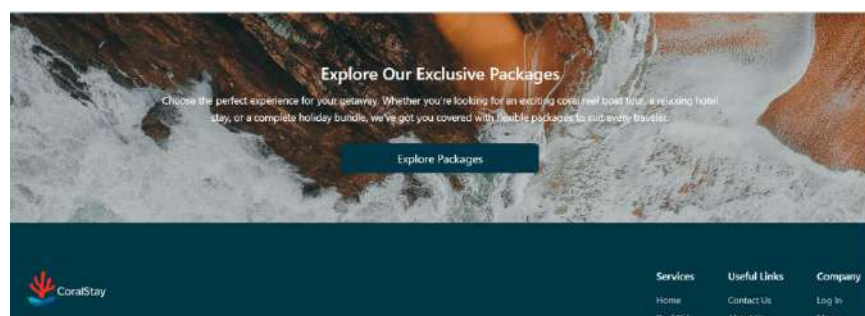 Explore Our Exclusive Packages
Choose the perfect experience for your getaway. Whether you're looking for an exciting coral reef boat tour, a relaxing hotel
stay, or a complete holiday bundle, we've got you covered with flexible packages to suit every traveler.
Explore Packages
CoralStay
Services
Home
Useful Links
Contact Us
Company
Log In